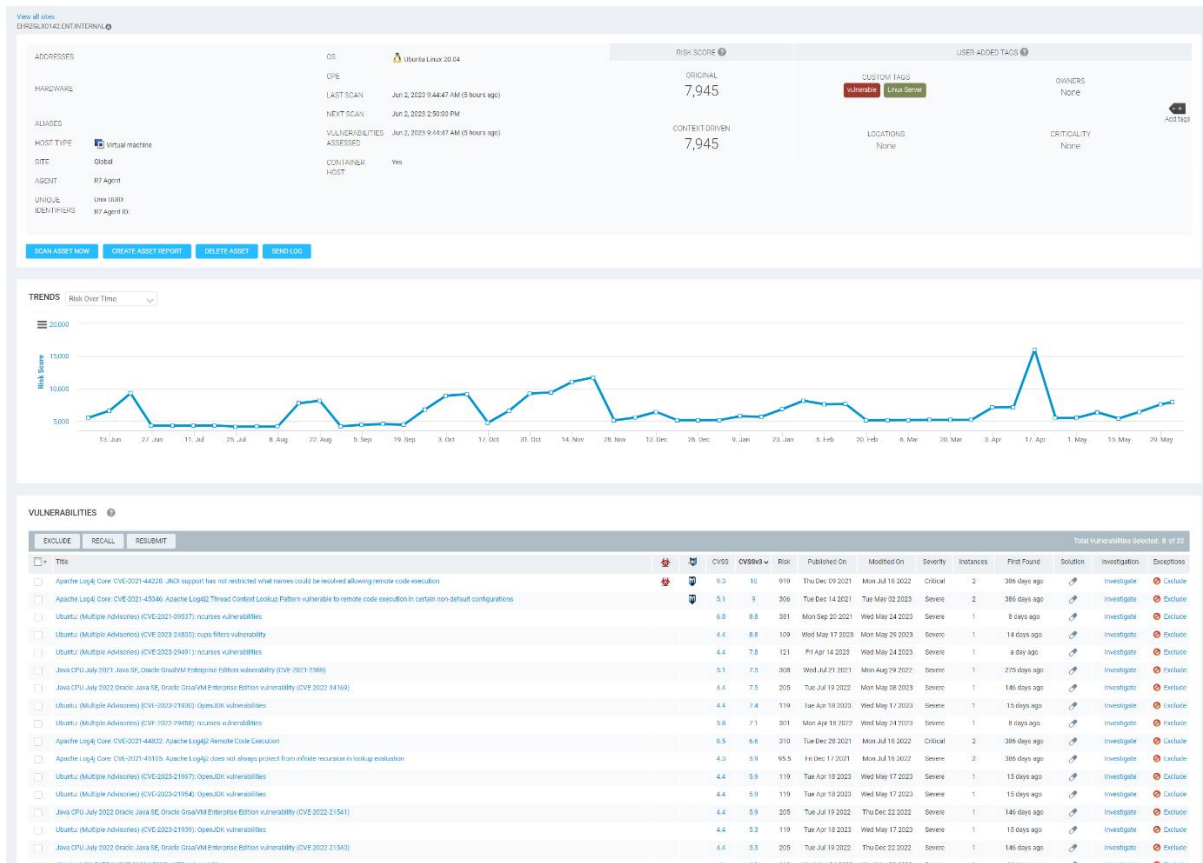 View all sites
EHRZGLX0142.ENT.INTERNAL
ADDRESSES
HARDWARE
ALIASES
HOST TYPE Virtual machine
SITE Global
AGENT R7 Agent
UNIQUE IDENTIFIERS Unix UUID:
R7 Agent ID:
OS Ubuntu Linux 20.04
CPE
LAST SCAN Jun 2, 2023 9:44:47 AM (5 hours ago)
NEXT SCAN Jun 2, 2023 2:50:00 PM
VULNERABILITIES ASSESSED Jun 2, 2023 9:44:47 AM (5 hours ago)
CONTAINER HOST Yes
RISK SCORE
ORIGINAL
7,945
CONTEXT-DRIVEN
7,945
USER-ADDED TAGS
CUSTOM TAGS
vulnerable Linux Server
OWNERS
None
LOCATIONS
None
CRITICALITY
None
Add tags
SCAN ASSET NOW CREATE ASSET REPORT DELETE ASSET SEND LOG
TRENDS Risk Over Time
Risk Score
20,000
15,000
10,000
5,000
13. Jun 27. Jun 11. Jul 25. Jul 8. Aug 22. Aug 5. Sep 19. Sep 3. Oct 17. Oct 31. Oct 14. Nov 28. Nov 12. Dec 26. Dec 9. Jan 23. Jan 6. Feb 20. Feb 6. Mar 20. Mar 3. Apr 17. Apr 1. May 15. May 29. May
VULNERABILITIES
EXCLUDE RECALL RESUBMIT Total Vulnerabilities Selected: 0 of 33
Title CVSS CVSSv3 Risk Published On Modified On Severity Instances First Found Solution Investigation Exceptions
Apache Log4j Core: CVE-2021-44228: JNDI support has not restricted what names could be resolved allowing remote code execution 9.3 10 919 Thu Dec 09 2021 Mon Jul 18 2022 Critical 2 386 days ago Investigate Exclude
Apache Log4j Core: CVE-2021-45046: Apache Log4j2 Thread Context Lookup Pattern vulnerable to remote code execution in certain non-default configurations 5.1 9 306 Tue Dec 14 2021 Tue May 02 2023 Severe 2 386 days ago Investigate Exclude
Ubuntu: (Multiple Advisories) (CVE-2021-39537): ncurses vulnerabilities 6.8 8.8 381 Mon Sep 20 2021 Wed May 24 2023 Severe 1 8 days ago Investigate Exclude
Ubuntu: (Multiple Advisories) (CVE-2023-24805): cups-filters vulnerability 4.4 8.8 109 Wed May 17 2023 Mon May 29 2023 Severe 1 14 days ago Investigate Exclude
Ubuntu: (Multiple Advisories) (CVE-2023-29491): ncurses vulnerabilities 4.4 7.8 121 Fri Apr 14 2023 Wed May 24 2023 Severe 1 a day ago Investigate Exclude
Java CPU July 2021 Java SE, Oracle GraalVM Enterprise Edition vulnerability (CVE-2021-2388) 5.1 7.5 308 Wed Jul 21 2021 Mon Aug 29 2022 Severe 1 275 days ago Investigate Exclude
Java CPU July 2022 Oracle Java SE, Oracle GraalVM Enterprise Edition vulnerability (CVE-2022-34169) 4.4 7.5 205 Tue Jul 19 2022 Mon May 08 2023 Severe 1 146 days ago Investigate Exclude
Ubuntu: (Multiple Advisories) (CVE-2023-21930): OpenJDK vulnerabilities 4.4 7.4 119 Tue Apr 18 2023 Wed May 17 2023 Severe 1 15 days ago Investigate Exclude
Ubuntu: (Multiple Advisories) (CVE-2022-29458): ncurses vulnerabilities 5.8 7.1 301 Mon Apr 18 2022 Wed May 24 2023 Severe 1 8 days ago Investigate Exclude
Apache Log4j Core: CVE-2021-44832: Apache Log4j2 Remote Code Execution 8.5 6.6 310 Tue Dec 28 2021 Mon Jul 18 2022 Critical 2 386 days ago Investigate Exclude
Apache Log4j Core: CVE-2021-45105: Apache Log4j2 does not always protect from infinite recursion in lookup evaluation 4.3 5.9 95.5 Fri Dec 17 2021 Mon Jul 18 2022 Severe 2 386 days ago Investigate Exclude
Ubuntu: (Multiple Advisories) (CVE-2023-21967): OpenJDK vulnerabilities 4.4 5.9 119 Tue Apr 18 2023 Wed May 17 2023 Severe 1 15 days ago Investigate Exclude
Ubuntu: (Multiple Advisories) (CVE-2023-21954): OpenJDK vulnerabilities 4.4 5.9 119 Tue Apr 18 2023 Wed May 17 2023 Severe 1 15 days ago Investigate Exclude
Java CPU July 2022 Oracle Java SE, Oracle GraalVM Enterprise Edition vulnerability (CVE-2022-21541) 4.4 5.9 205 Tue Jul 19 2022 Thu Dec 22 2022 Severe 1 146 days ago Investigate Exclude
Ubuntu: (Multiple Advisories) (CVE-2023-21939): OpenJDK vulnerabilities 4.4 5.3 119 Tue Apr 18 2023 Wed May 17 2023 Severe 1 15 days ago Investigate Exclude
Java CPU July 2022 Oracle Java SE, Oracle GraalVM Enterprise Edition vulnerability (CVE-2022-21540) 4.4 5.3 205 Tue Jul 19 2022 Thu Dec 22 2022 Severe 1 146 days ago Investigate Exclude